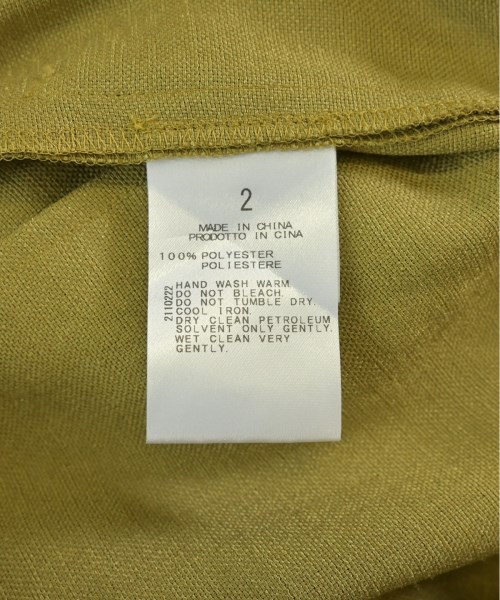 2
MADE IN CHINA
PRODOTTO IN CINA
100% POLYESTER
POLIESTERE
2110222
HAND WASH WARM
DO NOT BLEACH.
DO NOT TUMBLE DRY.
COOL IRON.
DRY CLEAN PETROLEUM
SOLVENT ONLY GENTLY.
WET CLEAN VERY
GENTLY.